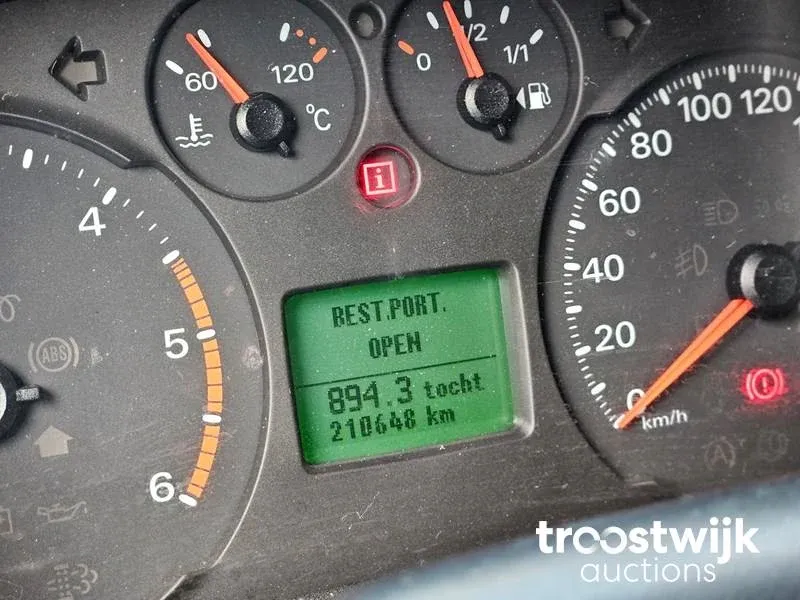 60 120
°C
0 1/2 1/1
i
4
5
6
ABS
BEST.PORT.
OPEN
894.3 tocht
210648 km
0 20 40 60 80 100 120
km/h
A
troostwijk
auctions